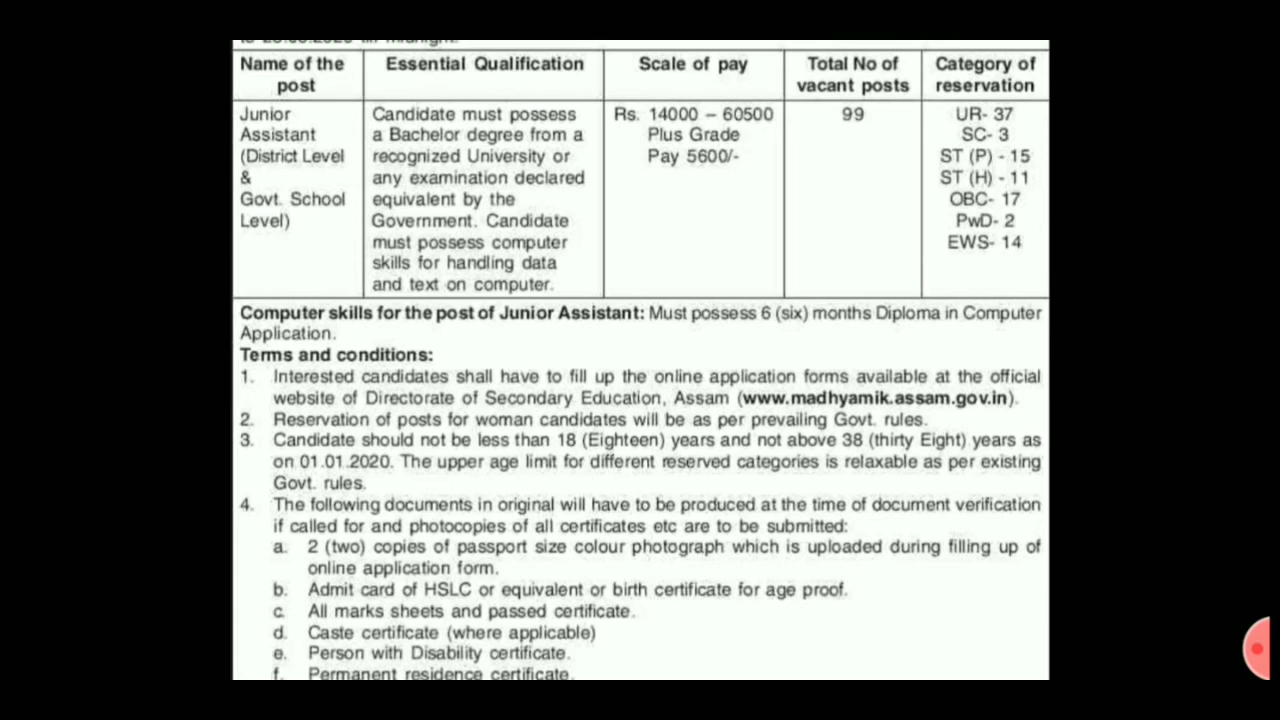 Name of the post
Essential Qualification
Scale of pay
Total No of vacant posts
Category of reservation
Junior
Assistant
(District Level
&
Govt. School
Level)
Candidate must possess
a Bachelor degree from a
recognized University or
any examination declared
equivalent by the
Government. Candidate
must possess computer
skills for handling data
and text on computer.
Rs. 14000 – 60500
Plus Grade
Pay 5600/-
99
UR- 37
SC- 3
ST (P) - 15
ST (H) - 11
OBC- 17
PwD- 2
EWS- 14
Computer skills for the post of Junior Assistant: Must possess 6 (six) months Diploma in Computer
Application.
Terms and conditions:
1. Interested candidates shall have to fill up the online application forms available at the official
website of Directorate of Secondary Education, Assam (www.madhyamik.assam.gov.in).
2. Reservation of posts for woman candidates will be as per prevailing Govt. rules.
3. Candidate should not be less than 18 (Eighteen) years and not above 38 (thirty Eight) years as
on 01.01.2020. The upper age limit for different reserved categories is relaxable as per existing
Govt. rules.
4. The following documents in original will have to be produced at the time of document verification
if called for and photocopies of all certificates etc are to be submitted:
a. 2 (two) copies of passport size colour photograph which is uploaded during filling up of
online application form.
b. Admit card of HSLC or equivalent or birth certificate for age proof.
c. All marks sheets and passed certificate.
d. Caste certificate (where applicable)
e. Person with Disability certificate.
f. Permanent residence certificate.